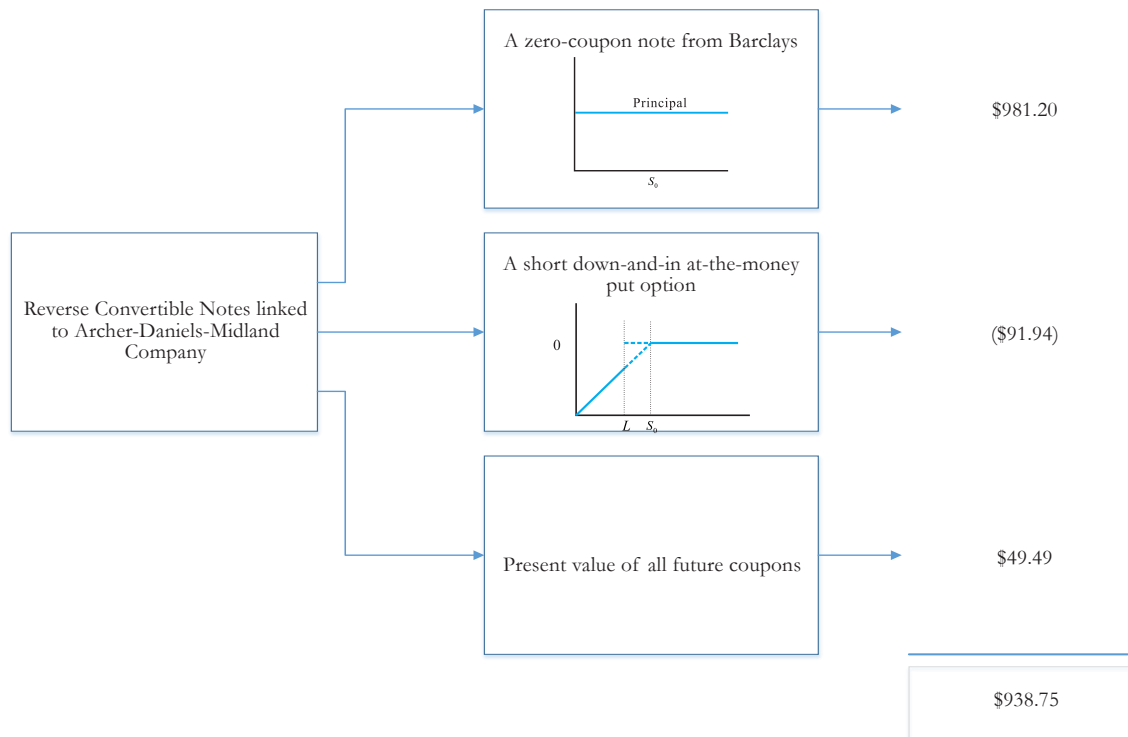 A zero-coupon note from Barclays
Principal
S₀
$981.20
Reverse Convertible Notes linked
to Archer-Daniels-Midland
Company
A short down-and-in at-the-money
put option
0
L S₀
($91.94)
Present value of all future coupons
$49.49
$938.75